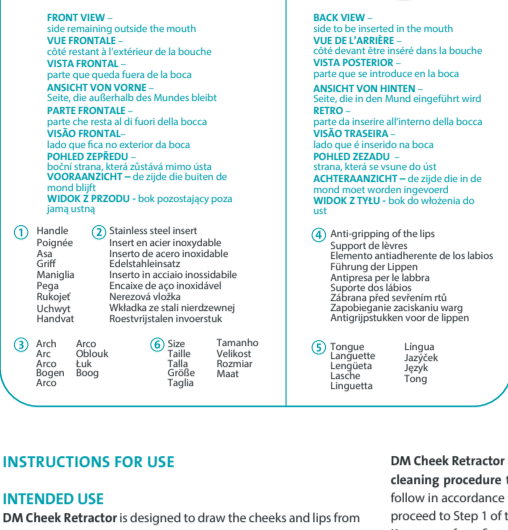 FRONT VIEW –
side remaining outside the mouth
VUE FRONTALE –
côté restant à l'extérieur de la bouche
VISTA FRONTAL –
parte que queda fuera de la boca
ANSICHT VON VORNE –
Seite, die außerhalb des Mundes bleibt
PARTE FRONTALE –
parte che resta al di fuori della bocca
VISÃO FRONTAL–
lado que fica no exterior da boca
POHLED ZEPŘEDU –
boční strana, která zůstává mimo ústa
VOORAANZICHT – de zijde die buiten de
mond blijft
WIDOK Z PRZODU - bok pozostający poza
jamą ustną
1 Handle
Poignée
Asa
Griff
Maniglia
Pega
Rukojeť
Uchwyt
Handvat
2 Stainless steel insert
Insert en acier inoxydable
Inserto de acero inoxidable
Edelstahleinsatz
Inserto in acciaio inossidabile
Encaixe de aço inoxidável
Nerezová vložka
Wkładka ze stali nierdzewnej
Roestvrijstalen invoerstuk
3 Arch
Arc
Arco
Bogen
Arco
Arco
Oblouk
Łuk
Boog
6 Size
Taille
Talla
Größe
Taglia
Tamanho
Velikost
Rozmiar
Maat
BACK VIEW –
side to be inserted in the mouth
VUE DE L'ARRIÈRE –
côté devant être inséré dans la bouche
VISTA POSTERIOR –
parte que se introduce en la boca
ANSICHT VON HINTEN –
Seite, die in den Mund eingeführt wird
RETRO –
parte da inserire all'interno della bocca
VISÃO TRASEIRA –
lado que é inserido na boca
POHLED ZEZADU –
strana, která se vsune do úst
ACHTERAANZICHT – de zijde die in de
mond moet worden ingevoerd
WIDOK Z TYŁU - bok do włożenia do
ust
4 Anti-gripping of the lips
Support de lèvres
Elemento antiadherente de los labios
Führung der Lippen
Antipresa per le labbra
Suporte dos lábios
Zábrana před sevřením rtů
Zapobieganie zaciskaniu warg
Antigrijpstukken voor de lippen
5 Tongue
Languette
Lengüeta
Lasche
Linguetta
Língua
Jazýček
Język
Tong
INSTRUCTIONS FOR USE
INTENDED USE
DM Cheek Retractor is designed to draw the cheeks and lips from
DM Cheek Retractor
cleaning procedure
follow in accordance
proceed to Step 1 of